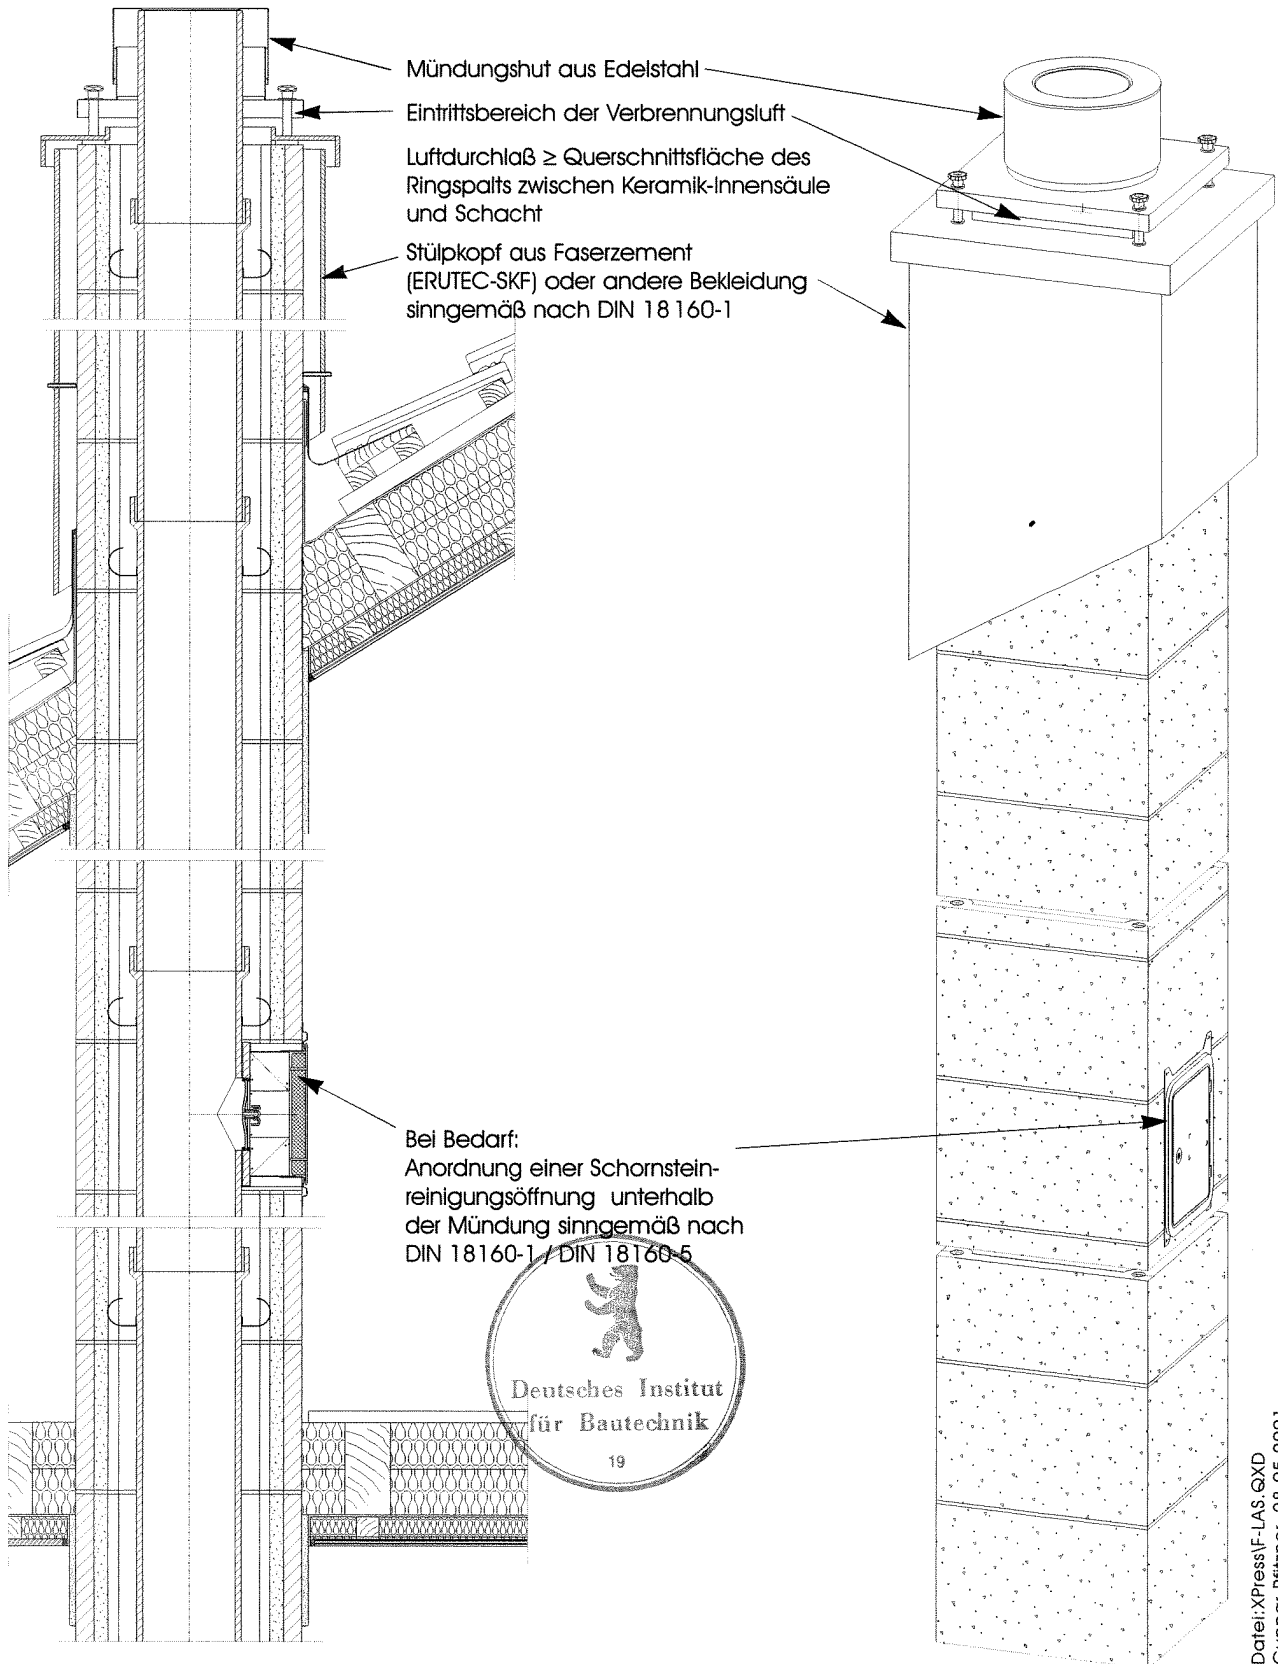 Mündungshut aus Edelstahl
Eintrittsbereich der Verbrennungsluft
Luftdurchlaß ≥ Querschnittsfläche des
Ringspalts zwischen Keramik-Innensäule
und Schacht
Stülpkopf aus Faserzement
(ERUTEC-SKF) oder andere Bekleidung
sinngemäß nach DIN 18160-1
Bei Bedarf:
Anordnung einer Schornstein-
reinigungsöffnung unterhalb
der Mündung sinngemäß nach
DIN 18160-1 / DIN 18160-5
Deutsches Institut
für Bautechnik
19
Datei:XPress\F-LAS.QXD